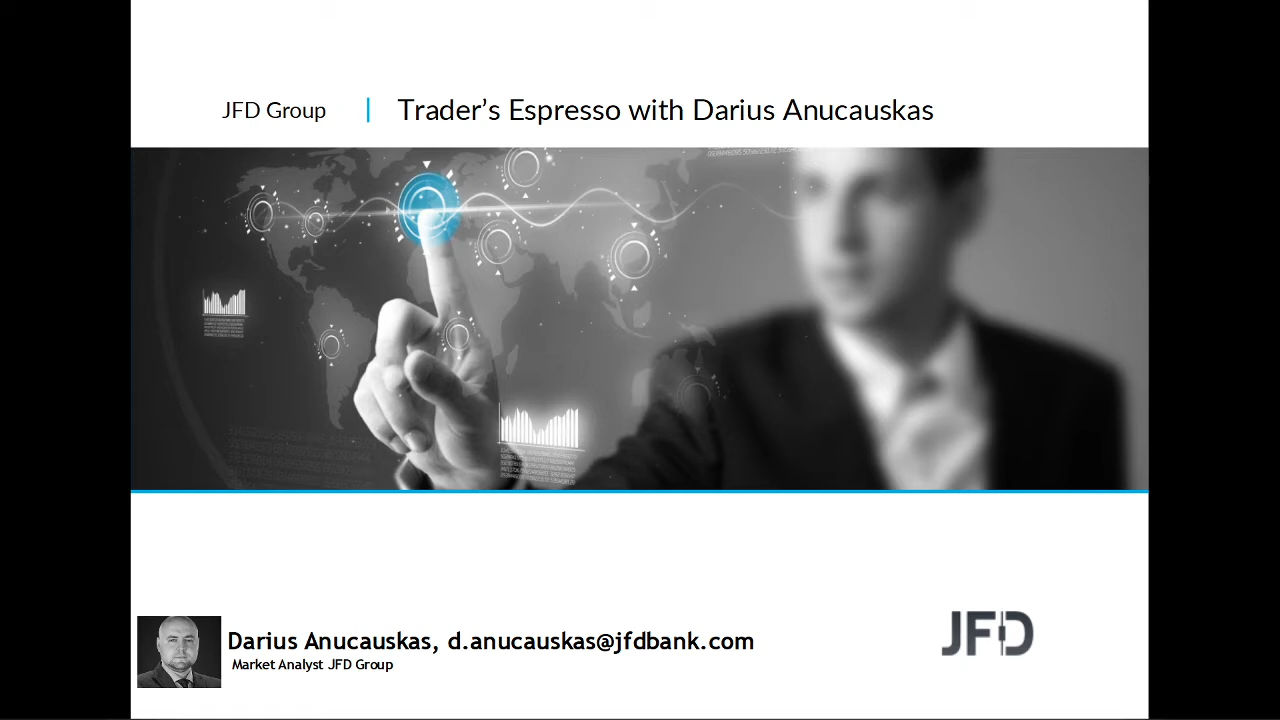 JFD Group
Trader's Espresso with Darius Anucauskas
Darius Anucauskas, d.anucauskas@jfdbank.com
Market Analyst JFD Group
JFD